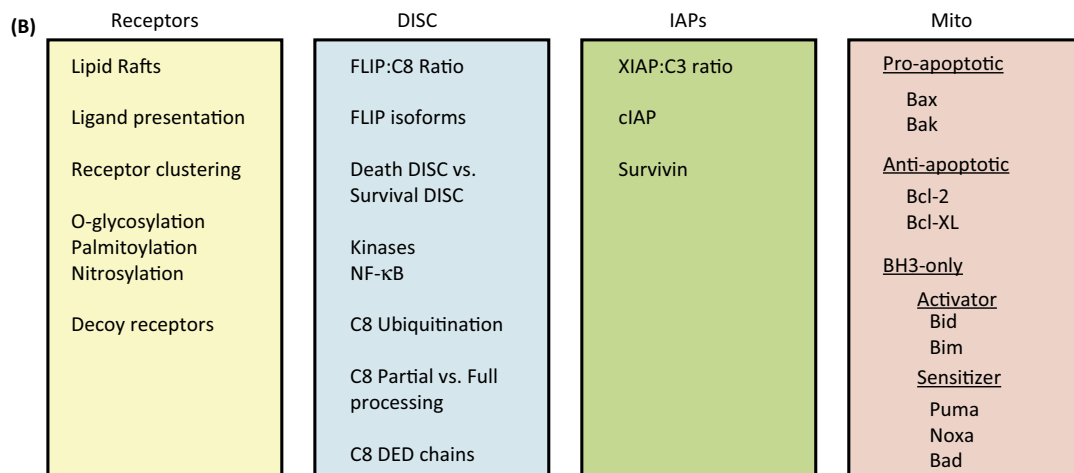 (B)
Receptors
Lipid Rafts
Ligand presentation
Receptor clustering
O-glycosylation
Palmitoylation
Nitrosylation
Decoy receptors
DISC
FLIP:C8 Ratio
FLIP isoforms
Death DISC vs.
Survival DISC
Kinases
NF-κB
C8 Ubiquitination
C8 Partial vs. Full
processing
C8 DED chains
IAPs
XIAP:C3 ratio
cIAP
Survivin
Mito
Pro-apoptotic
Bax
Bak
Anti-apoptotic
Bcl-2
Bcl-XL
BH3-only
Activator
Bid
Bim
Sensitizer
Puma
Noxa
Bad